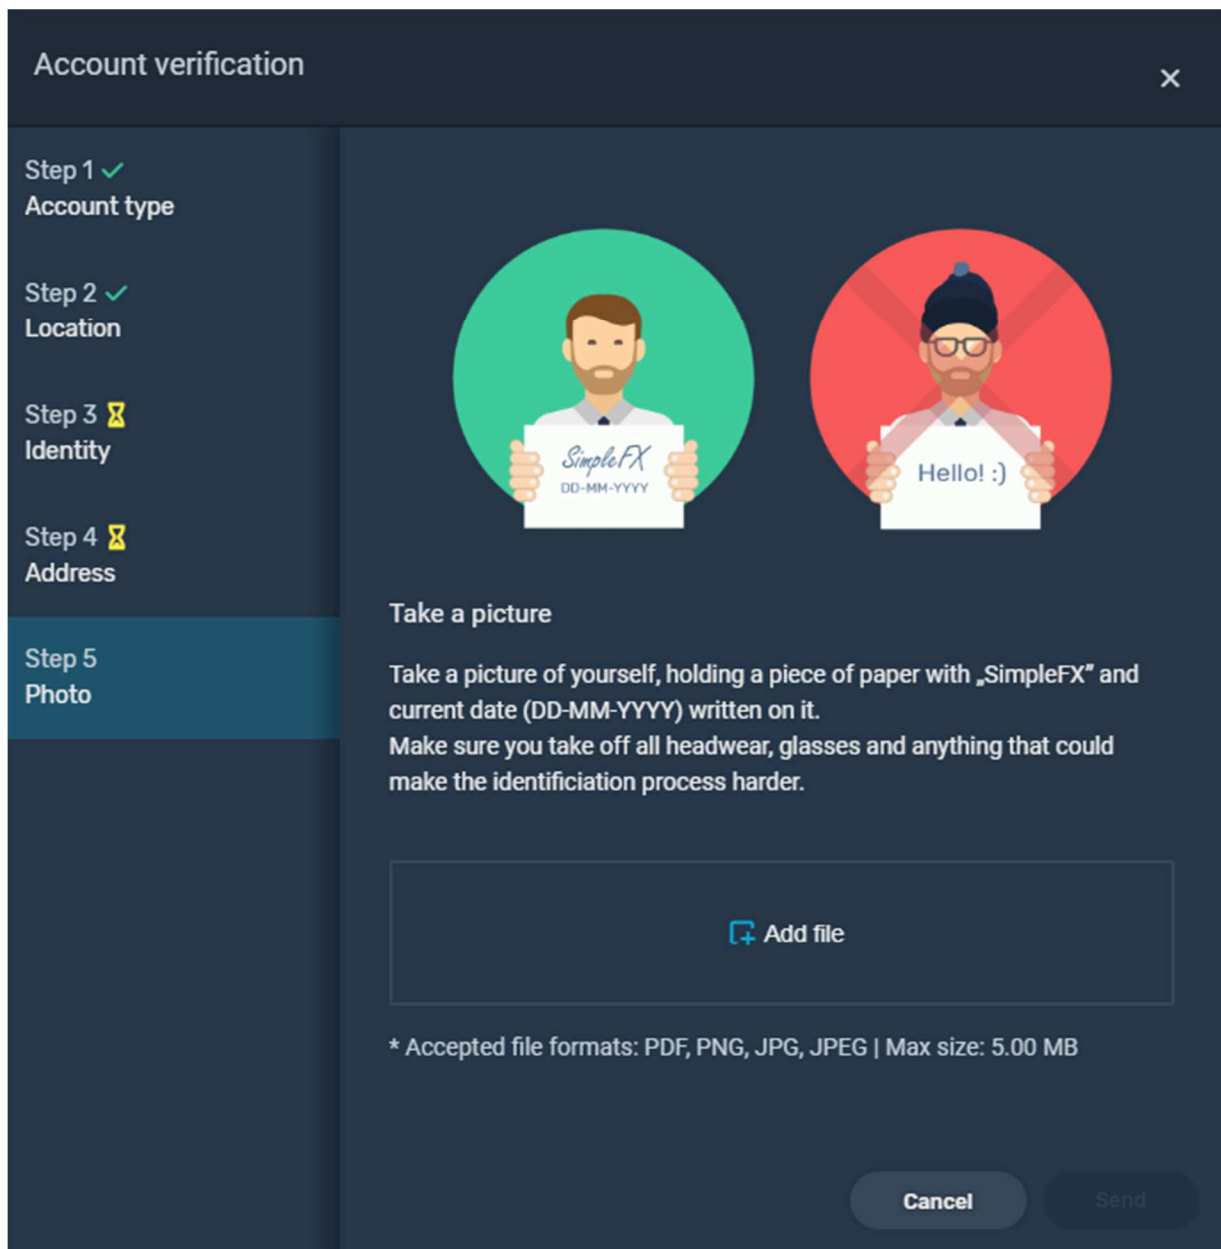 Account verification
Step 1
Account type
Step 2
Location
Step 3
Identity
Step 4
Address
Step 5
Photo
SimpleFX
DD-MM-YYYY
Hello! :)
Take a picture
Take a picture of yourself, holding a piece of paper with „SimpleFX” and
current date (DD-MM-YYYY) written on it.
Make sure you take off all headwear, glasses and anything that could
make the identificiation process harder.
Add file
* Accepted file formats: PDF, PNG, JPG, JPEG | Max size: 5.00 MB
Cancel
Send